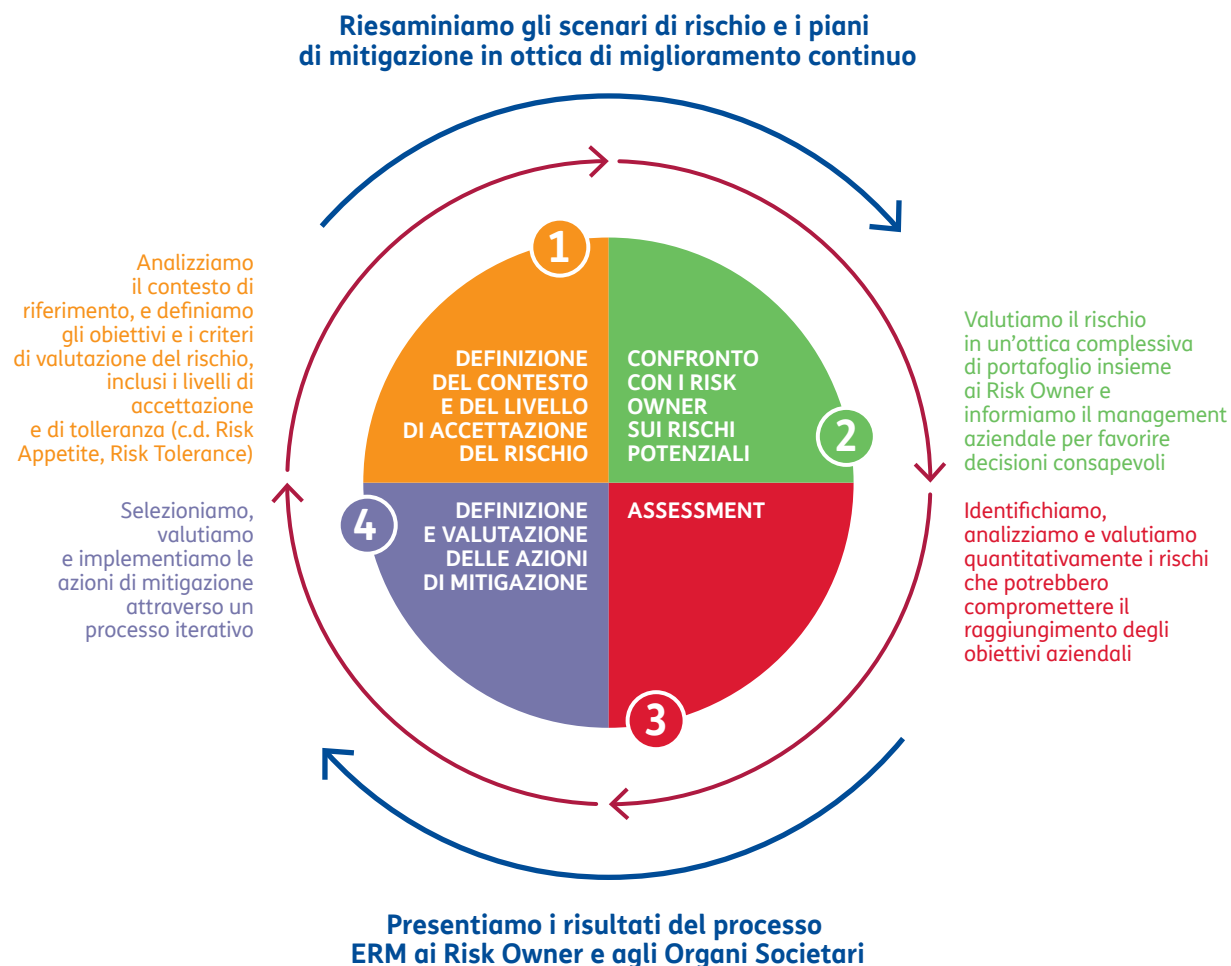 Riesaminiamo gli scenari di rischio e i piani
di mitigazione in ottica di miglioramento continuo
Analizziamo
il contesto di
riferimento, e definiamo
gli obiettivi e i criteri
di valutazione del rischio,
inclusi i livelli di
accettazione
e di tolleranza (c.d. Risk
Appetite, Risk Tolerance)
1
DEFINIZIONE
DEL CONTESTO
E DEL LIVELLO
DI ACCETTAZIONE
DEL RISCHIO
CONFRONTO
CON I RISK
OWNER
SUI RISCHI
POTENZIALI
2
Valutiamo il rischio
in un’ottica complessiva
di portafoglio insieme
ai Risk Owner e
informiamo il management
aziendale per favorire
decisioni consapevoli
Selezioniamo,
valutiamo
e implementiamo le
azioni di mitigazione
attraverso un
processo iterativo
4
DEFINIZIONE
E VALUTAZIONE
DELLE AZIONI
DI MITIGAZIONE
ASSESSMENT
3
Identifichiamo,
analizziamo e valutiamo
quantitativamente i rischi
che potrebbero
compromettere il
raggiungimento degli
obiettivi aziendali
Presentiamo i risultati del processo
ERM ai Risk Owner e agli Organi Societari